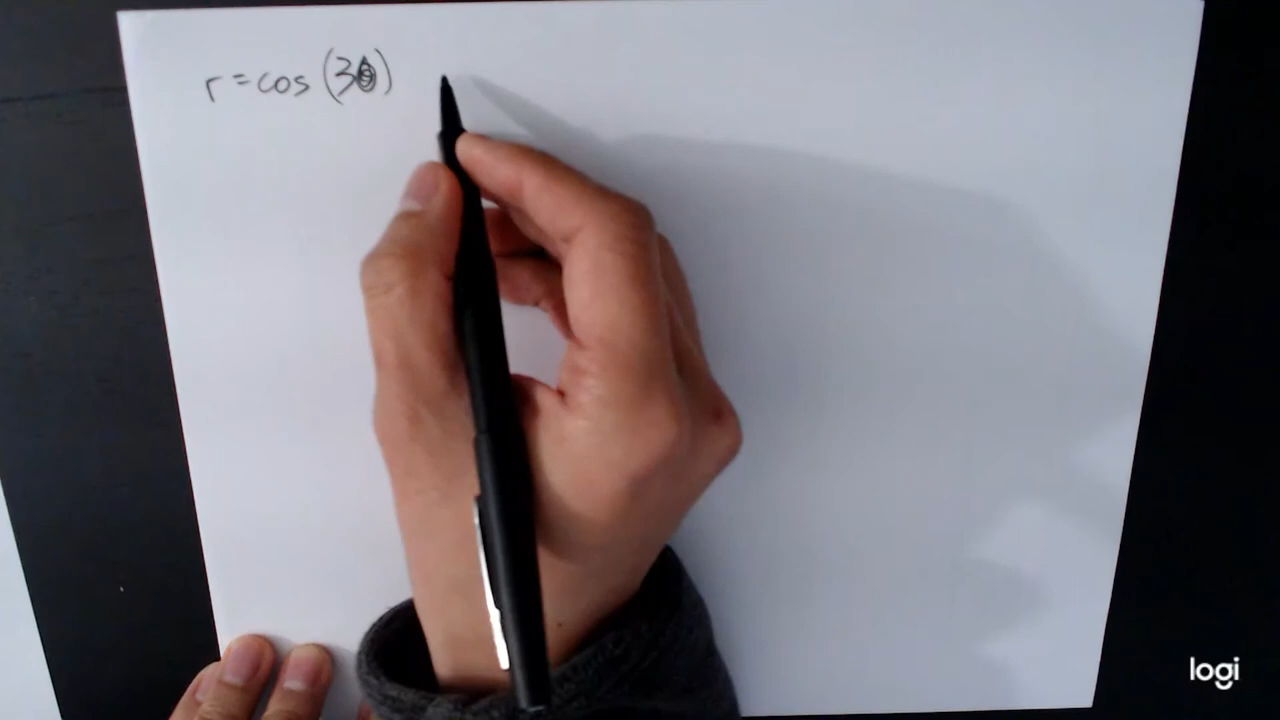 r = cos (3θ)
logi